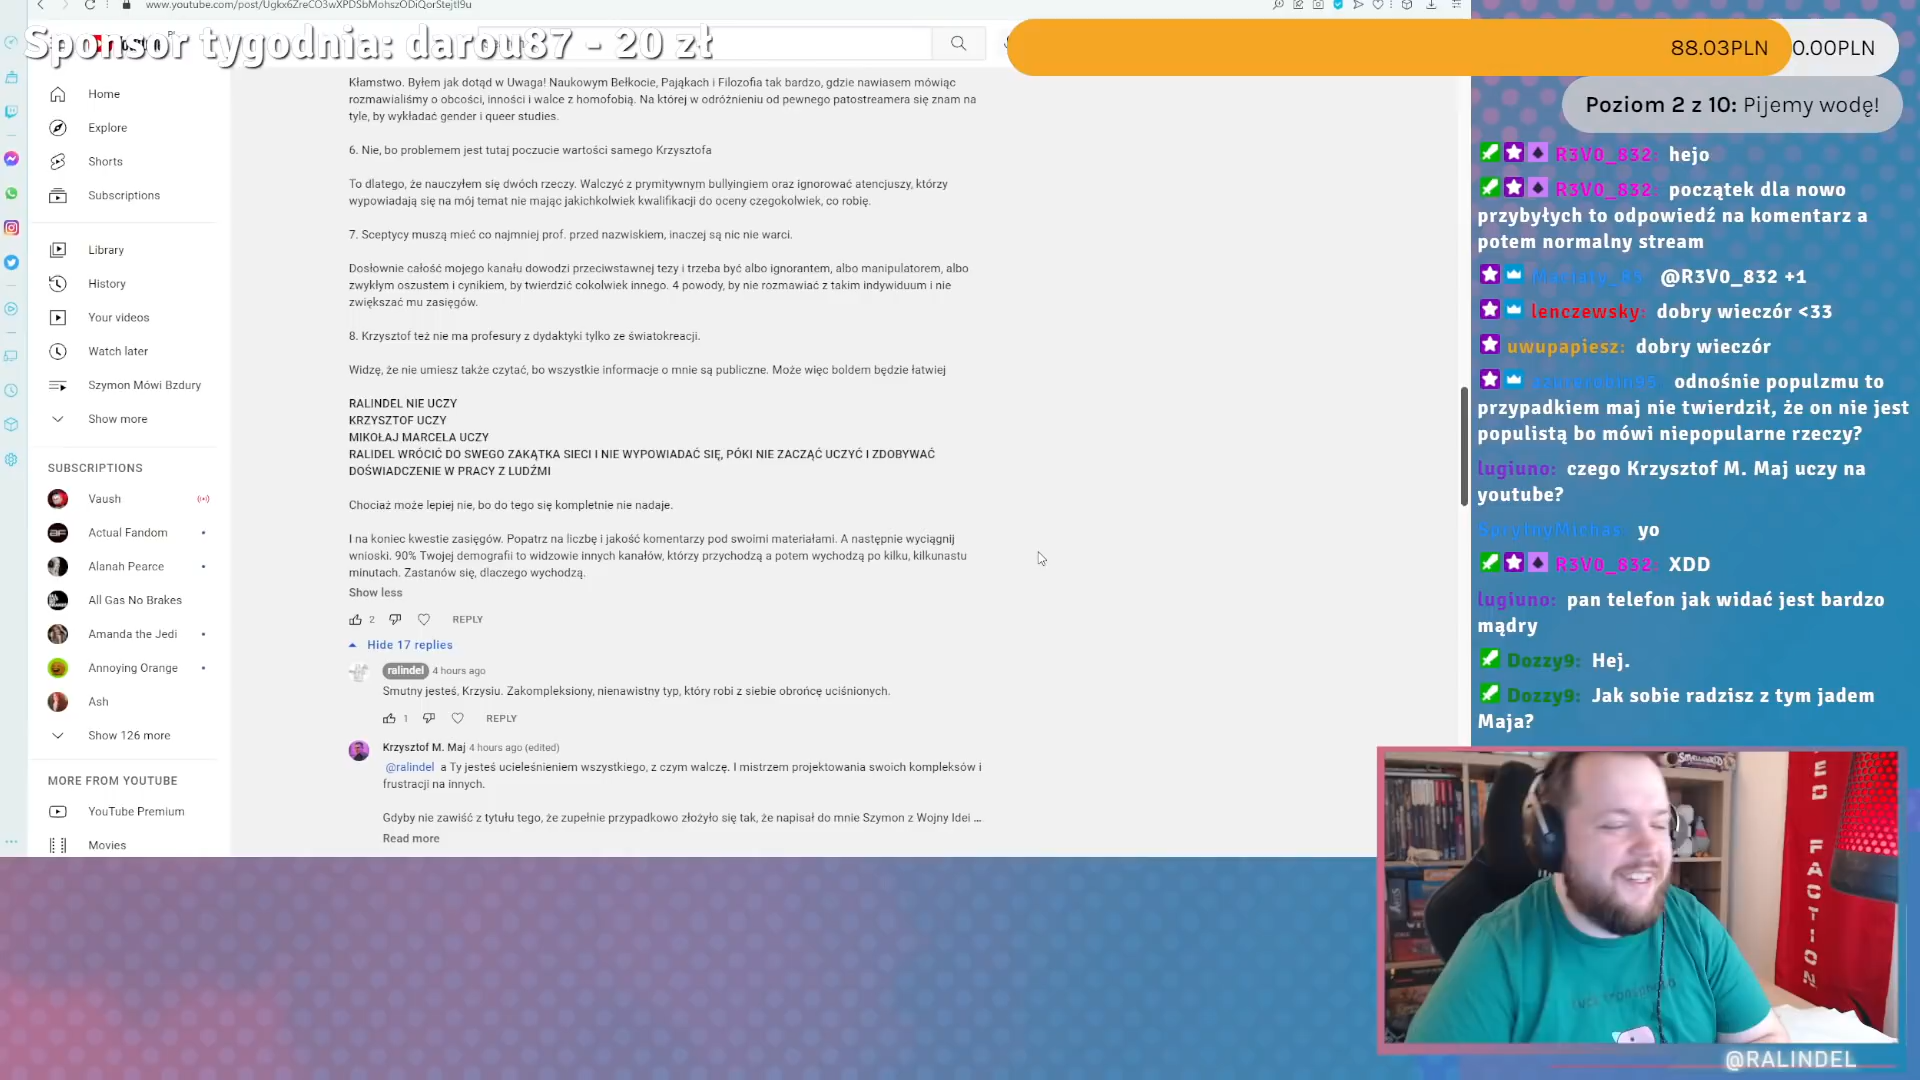 www.youtube.com/post/Ugkx6ZreCO3wXPDSbMohszODiQorStejtI9u
Sponsor tygodnia: darou87 - 20 zł
88.03PLN
0.00PLN
Poziom 2 z 10: Pijemy wodę!
Home
Explore
Shorts
Subscriptions
Library
History
Your videos
Watch later
Szymon Mówi Bzdury
Show more
SUBSCRIPTIONS
Vaush
Actual Fandom
Alanah Pearce
All Gas No Brakes
Amanda the Jedi
Annoying Orange
Ash
Show 126 more
MORE FROM YOUTUBE
YouTube Premium
Movies
Kłamstwo. Byłem jak dotąd w Uwaga! Naukowym Bełkocie, Pająkach i Filozofia tak bardzo, gdzie nawiasem mówiąc
rozmawialiśmy o obcości, inności i walce z homofobią. Na której w odróżnieniu od pewnego patostreamera się znam na
tyle, by wykładać gender i queer studies.
6. Nie, bo problemem jest tutaj poczucie wartości samego Krzysztofa
To dlatego, że nauczyłem się dwóch rzeczy. Walczyć z prymitywnym bullyingiem oraz ignorować atencjuszy, którzy
wypowiadają się na mój temat nie mając jakichkolwiek kwalifikacji do oceny czegokolwiek, co robię.
7. Sceptycy muszą mieć co najmniej prof. przed nazwiskiem, inaczej są nic nie warci.
Dosłownie całość mojego kanału dowodzi przeciwstawnej tezy i trzeba być albo ignorantem, albo manipulatorem, albo
zwykłym oszustem i cynikiem, by twierdzić cokolwiek innego. 4 powody, by nie rozmawiać z takim indywiduum i nie
zwiększać mu zasięgów.
8. Krzysztof też nie ma profesury z dydaktyki tylko ze światokreacji.
Widzę, że nie umiesz także czytać, bo wszystkie informacje o mnie są publiczne. Może więc boldem będzie łatwiej
RALINDEL NIE UCZY
KRZYSZTOF UCZY
MIKOŁAJ MARCELA UCZY
RALIDEL WRÓCIĆ DO SWEGO ZAKĄTKA SIECI I NIE WYPOWIADAĆ SIĘ, PÓKI NIE ZACZĄĆ UCZYĆ I ZDOBYWAĆ
DOŚWIADCZENIE W PRACY Z LUDŹMI
Chociaż może lepiej nie, bo do tego się kompletnie nie nadaje.
I na koniec kwestie zasięgów. Popatrz na liczbę i jakość komentarzy pod swoimi materiałami. A następnie wyciągnij
wnioski. 90% Twojej demografii to widzowie innych kanałów, którzy przychodzą a potem wychodzą po kilku, kilkunastu
minutach. Zastanów się, dlaczego wychodzą.
Show less
2 REPLY
Hide 17 replies
ralindel 4 hours ago
Smutny jesteś, Krzysiu. Zakompleksiony, nienawistny typ, który robi z siebie obrońcę uciśnionych.
1 REPLY
Krzysztof M. Maj 4 hours ago (edited)
@ralindel a Ty jesteś ucieleśnieniem wszystkiego, z czym walczę. I mistrzem projektowania swoich kompleksów i
frustracji na innych.
Gdyby nie zawiść z tytułu tego, że zupełnie przypadkowo złożyło się tak, że napisał do mnie Szymon z Wojny Idei ...
Read more
R3V0_832: hejo
R3V0_832: początek dla nowo
przybyłych to odpowiedź na komentarz a
potem normalny stream
@R3V0_832 +1
lenczewsky: dobry wieczór <33
uwupapiesz: dobry wieczór
odnośnie populzmu to
przypadkiem maj nie twierdził, że on nie jest
populistą bo mówi niepopularne rzeczy?
lugiuno: czego Krzysztof M. Maj uczy na
youtube?
SprytnyMichas: yo
R3V0_832: XDD
lugiuno: pan telefon jak widać jest bardzo
mądry
Dozzy9: Hej.
Dozzy9: Jak sobie radzisz z tym jadem
Maja?
FACTION
@RALINDEL